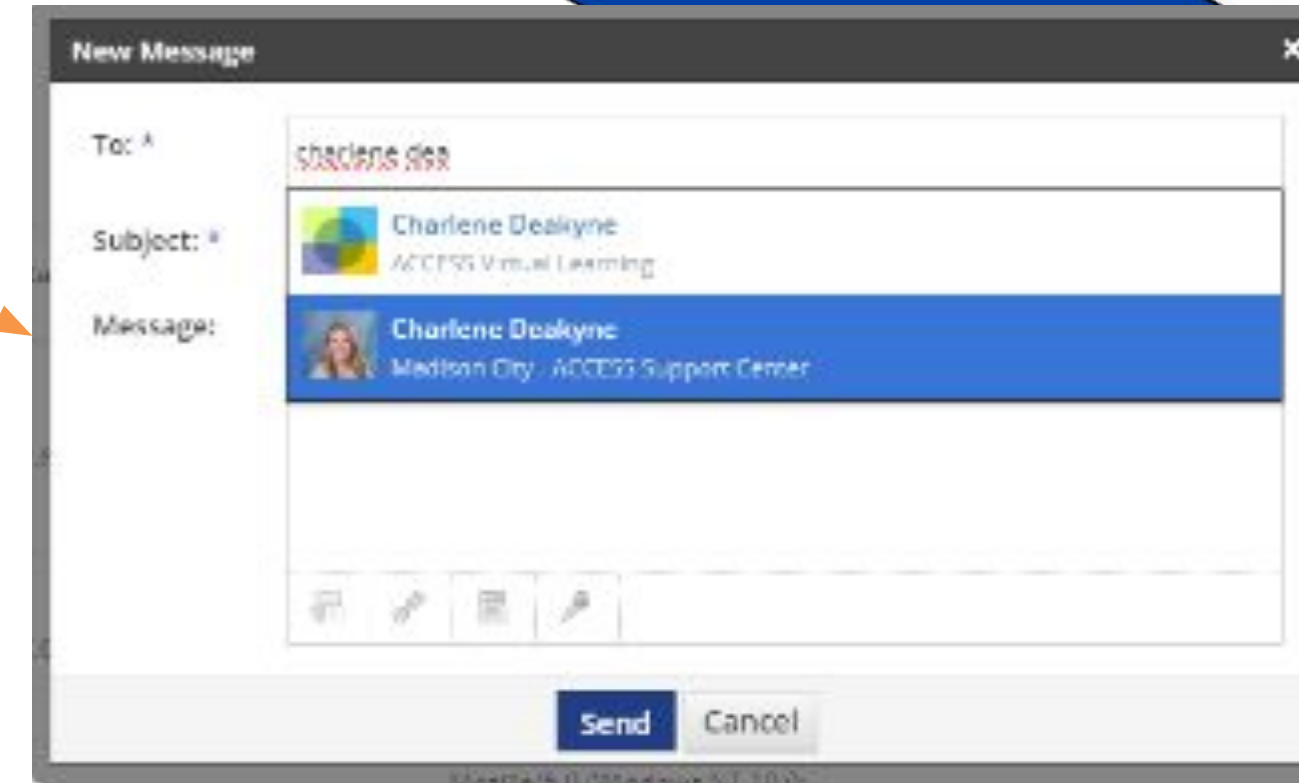 New Message
To: *
charlene dea
Subject: *
Charlene Deakyne
ACCESS Virtual Learning
Message:
Charlene Deakyne
Madison City - ACCESS Support Center
Send Cancel